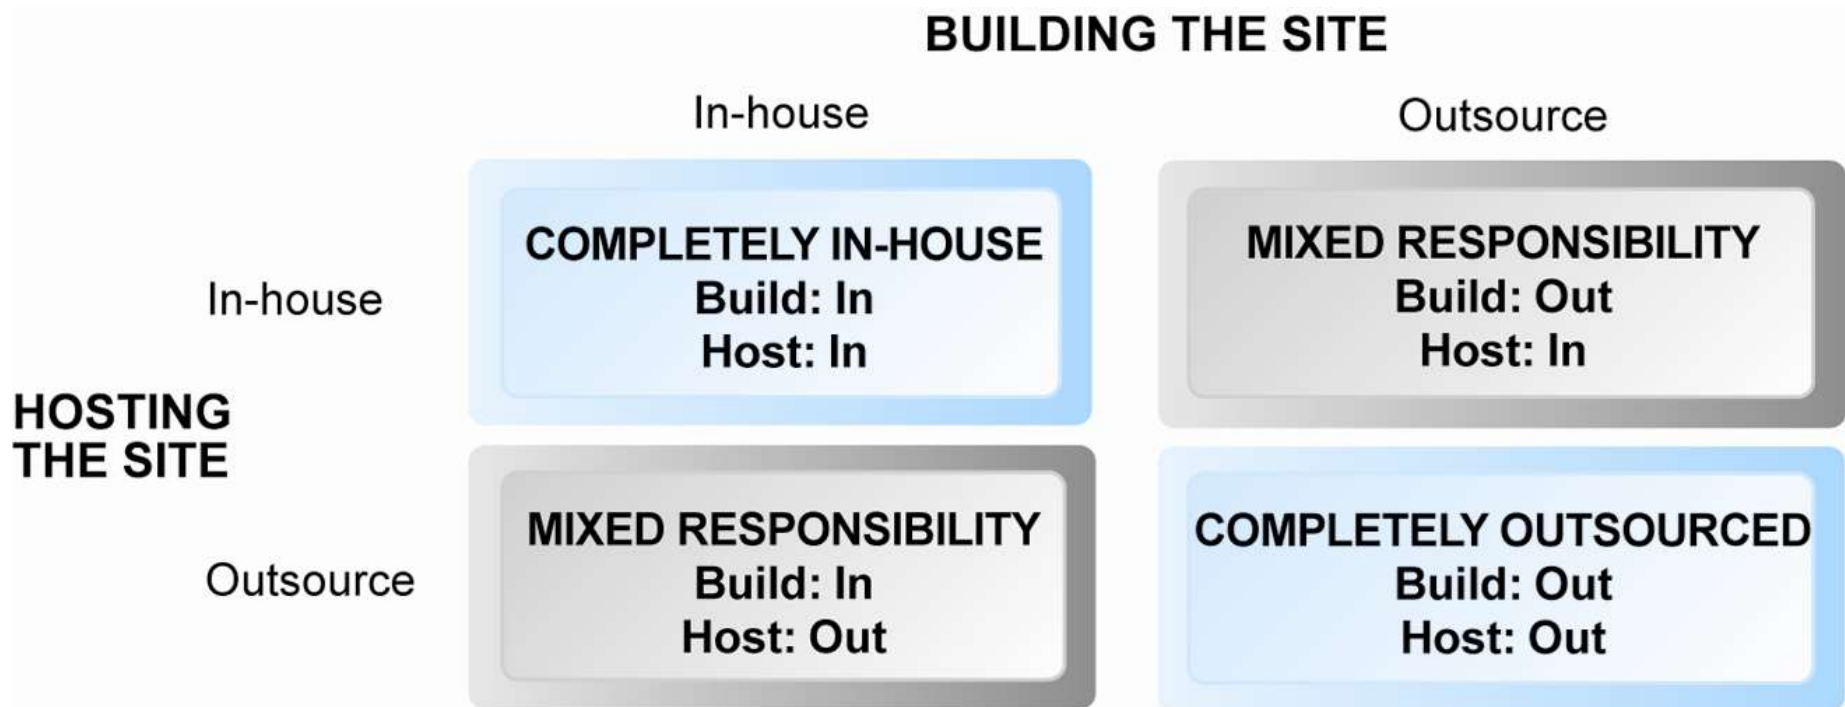 BUILDING THE SITE
In-house
Outsource
In-house
COMPLETELY IN-HOUSE
Build: In
Host: In
MIXED RESPONSIBILITY
Build: Out
Host: In
HOSTING
THE SITE
Outsource
MIXED RESPONSIBILITY
Build: In
Host: Out
COMPLETELY OUTSOURCED
Build: Out
Host: Out